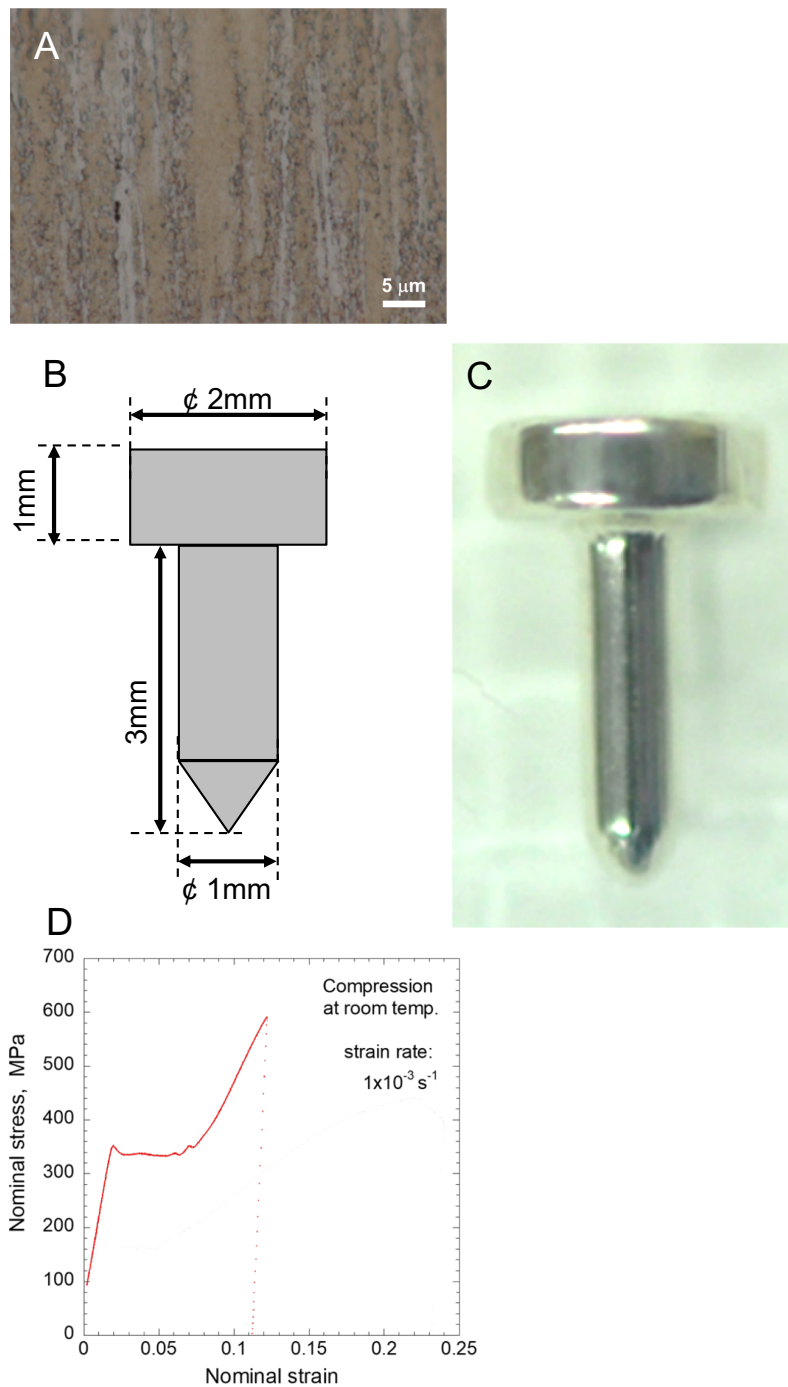 A
5 μm
B
¢ 2mm
1mm
3mm
¢ 1mm
C
D
700
600
500
400
300
200
100
0
Nominal stress, MPa
Compression
at room temp.
strain rate:
1x10⁻³ s⁻¹
0 0.05 0.1 0.15 0.2 0.25
Nominal strain